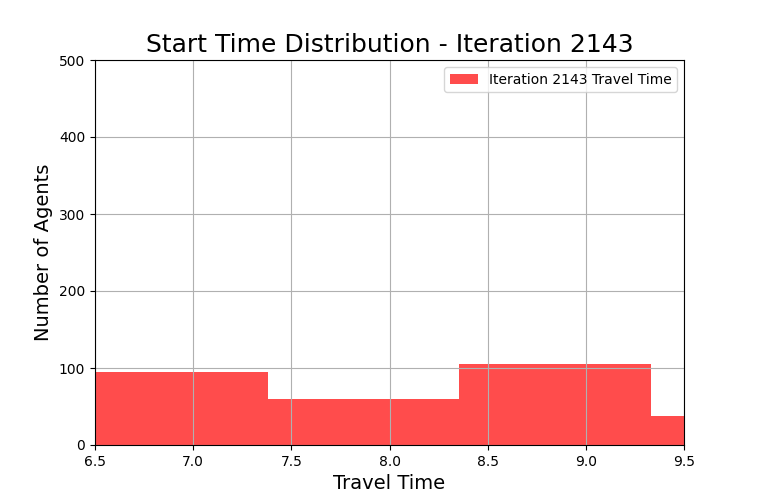 Start Time Distribution - Iteration 2143
Iteration 2143 Travel Time
Number of Agents
500
400
300
200
100
0
6.5 7.0 7.5 8.0 8.5 9.0 9.5
Travel Time